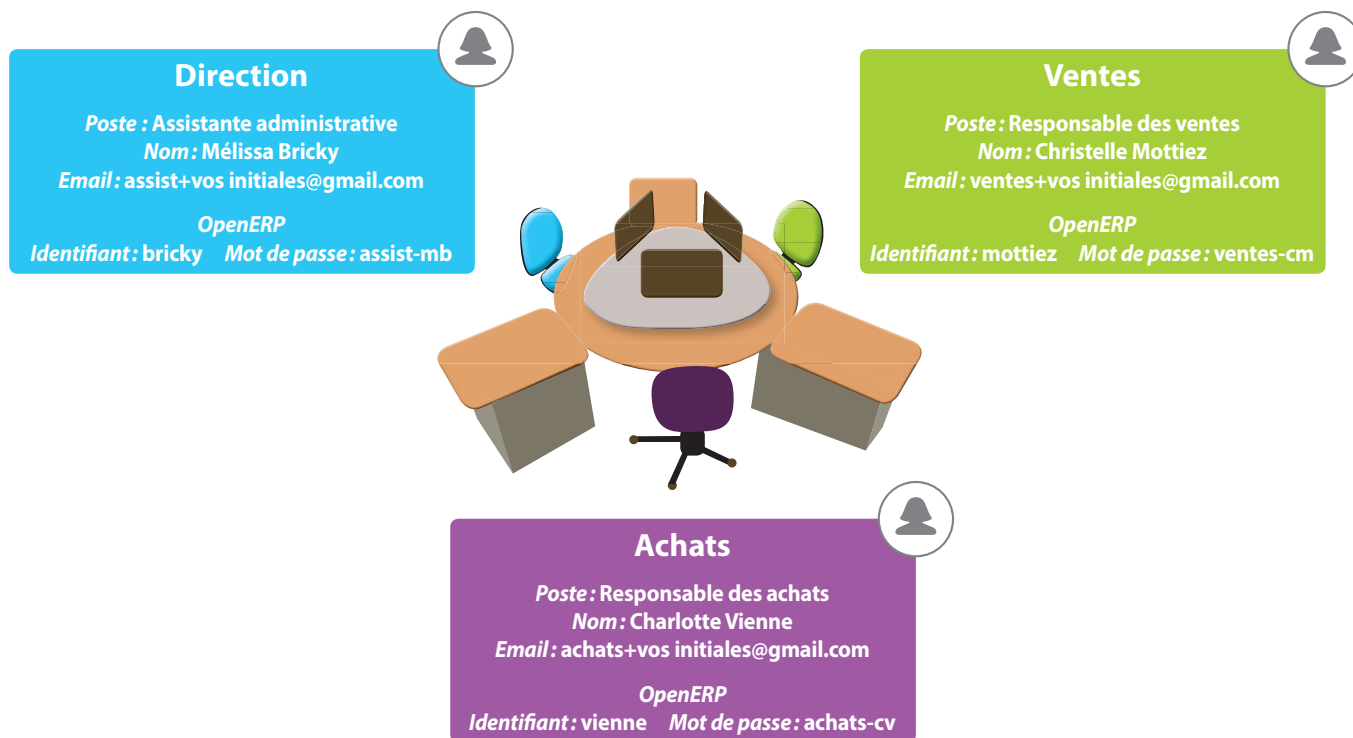 Direction
Poste : Assistante administrative
Nom : Mélissa Bricky
Email : assist+vos initiales@gmail.com
OpenERP
Identifiant : bricky Mot de passe : assist-mb
Ventes
Poste : Responsable des ventes
Nom : Christelle Mottiez
Email : ventes+vos initiales@gmail.com
OpenERP
Identifiant : mottiez Mot de passe : ventes-cm
Achats
Poste : Responsable des achats
Nom : Charlotte Vienne
Email : achats+vos initiales@gmail.com
OpenERP
Identifiant : vienne Mot de passe : achats-cv